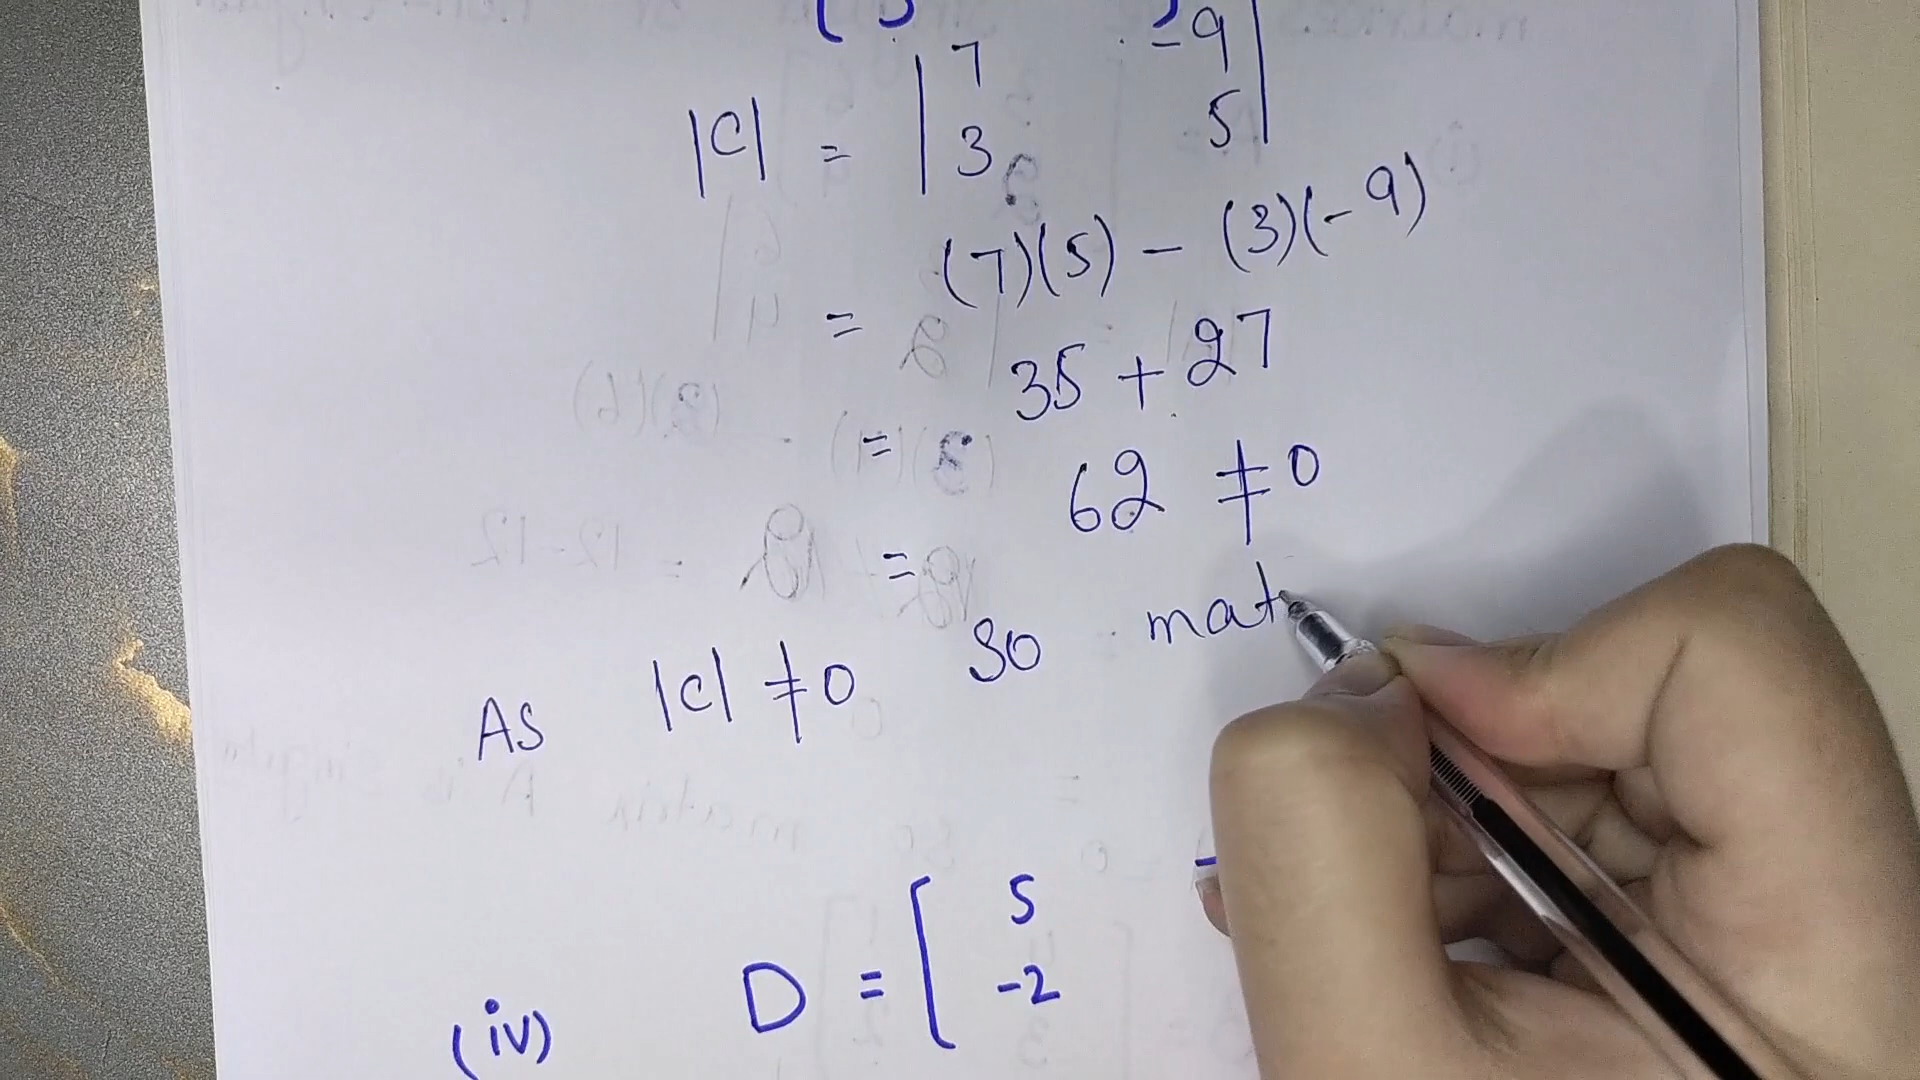 |C| = | 7 -9 |
| 3 5 |
= (7)(5) - (3)(-9)
= 35 + 27
= 62 ≠ 0
As |C| ≠ 0 So mat
(iv) D = [ 5 -
-2